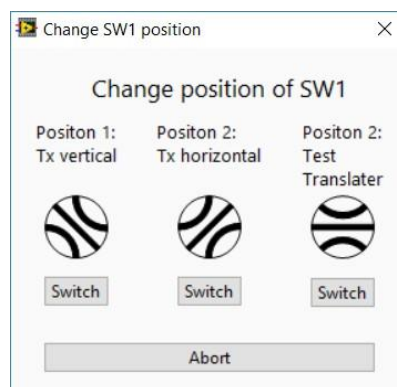 Change SW1 position
Change position of SW1
Positon 1:
Tx vertical
Positon 2:
Tx horizontal
Positon 2:
Test
Translater
Switch
Switch
Switch
Abort